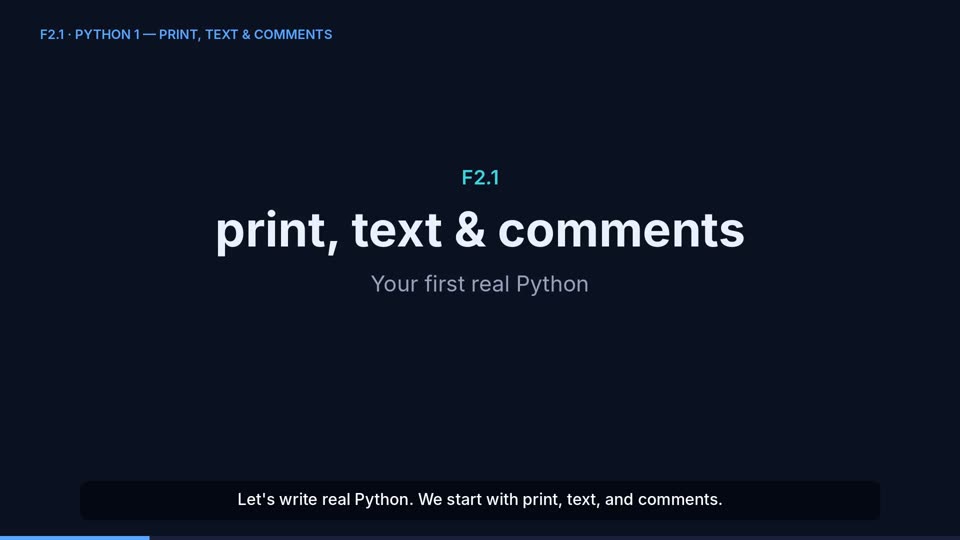 F2.1 · PYTHON 1 — PRINT, TEXT & COMMENTS
F2.1
print, text & comments
Your first real Python
Let's write real Python. We start with print, text, and comments.